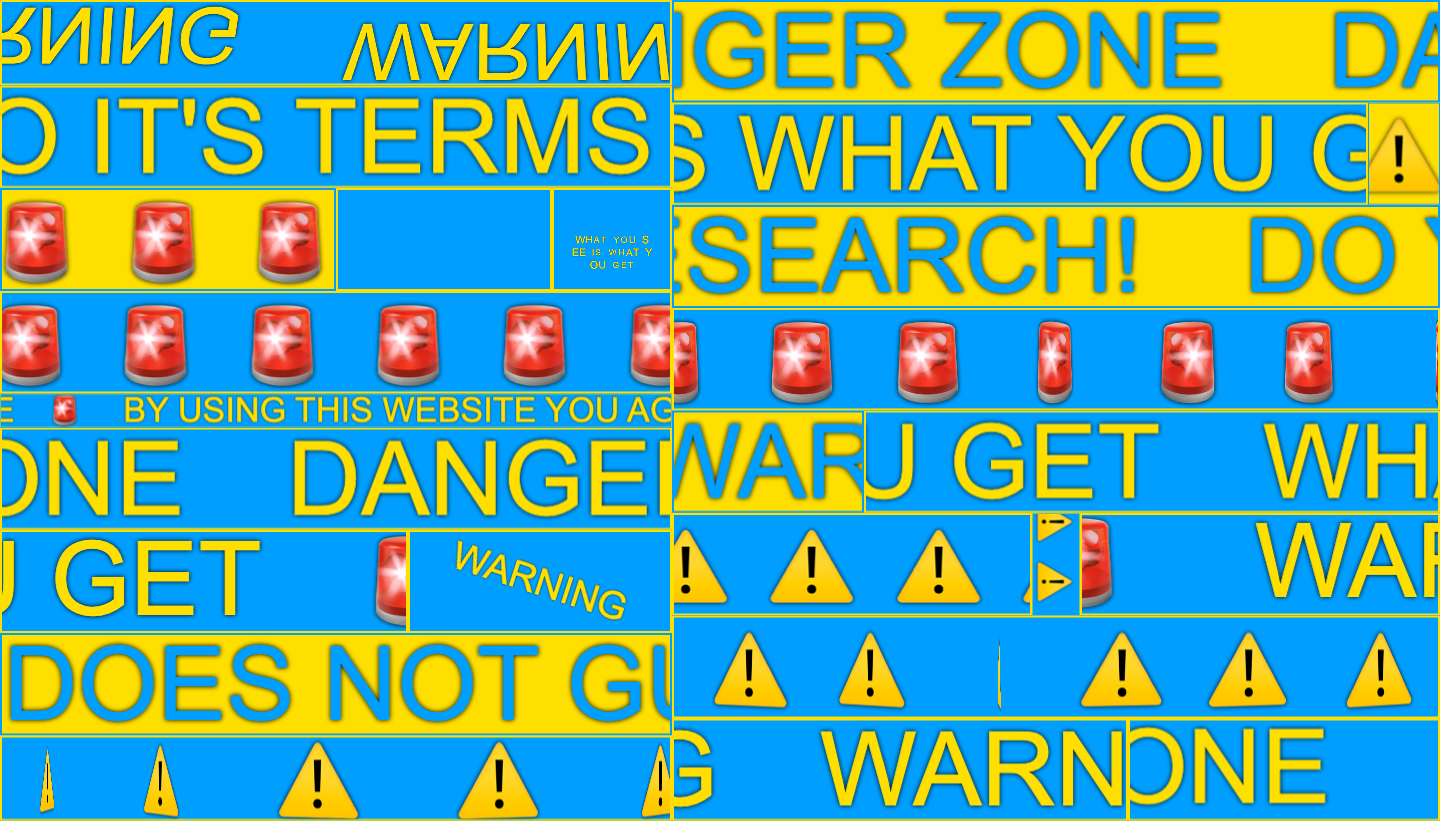 RNING WARNIN
GER ZONE DA
O IT'S TERMS
S WHAT YOU G
WHAT YOU S
EE IS WHAT Y
OU GET
ESEARCH! DO Y
E BY USING THIS WEBSITE YOU AG
ONE DANGE
WAR
U GET WHA
U GET
WARNING
WAR
DOES NOT GU
G WARN
ONE